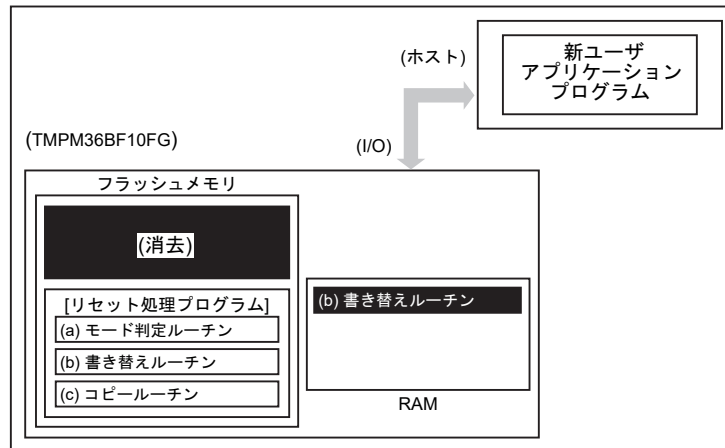 (ホスト)
新ユーザ
アプリケーション
プログラム
(TMPM36BF10FG)
(I/O)
フラッシュメモリ
(消去)
[リセット処理プログラム]
(a) モード判定ルーチン
(b) 書き替えルーチン
(c) コピールーチン
(b) 書き替えルーチン
RAM